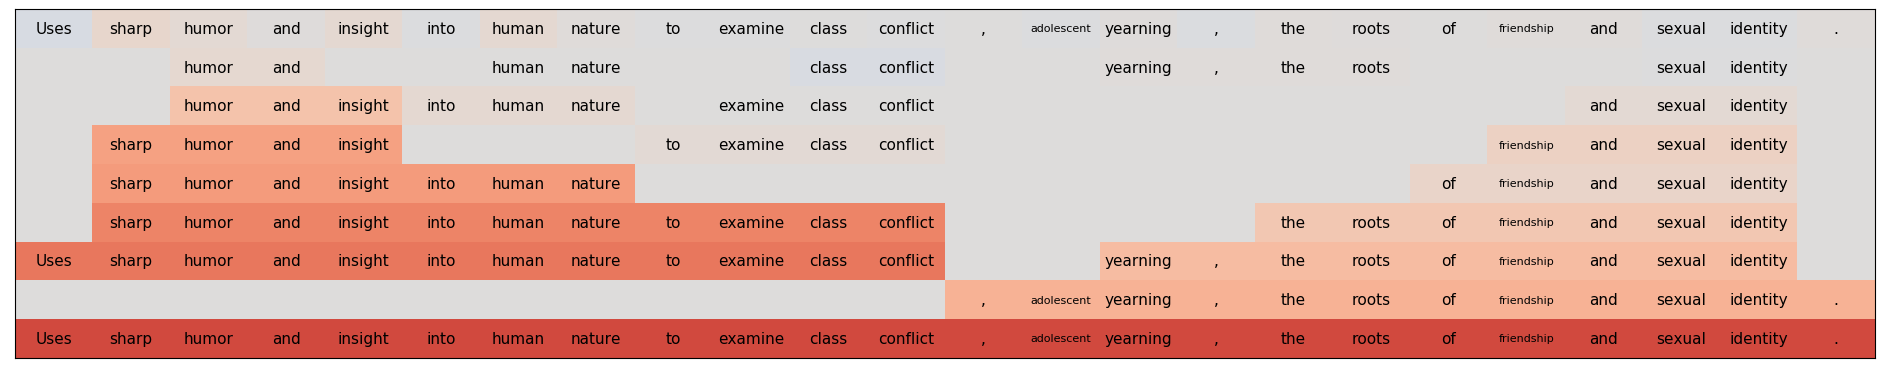 Uses sharp humor and insight into human nature to examine class conflict , adolescent yearning , the roots of friendship and sexual identity .
humor and human nature class conflict yearning , the roots sexual identity
humor and insight into human nature examine class conflict and sexual identity
sharp humor and insight to examine class conflict friendship and sexual identity
sharp humor and insight into human nature of friendship and sexual identity
sharp humor and insight into human nature to examine class conflict the roots of friendship and sexual identity
Uses sharp humor and insight into human nature to examine class conflict yearning , the roots of friendship and sexual identity
, adolescent yearning , the roots of friendship and sexual identity .
Uses sharp humor and insight into human nature to examine class conflict , adolescent yearning , the roots of friendship and sexual identity .